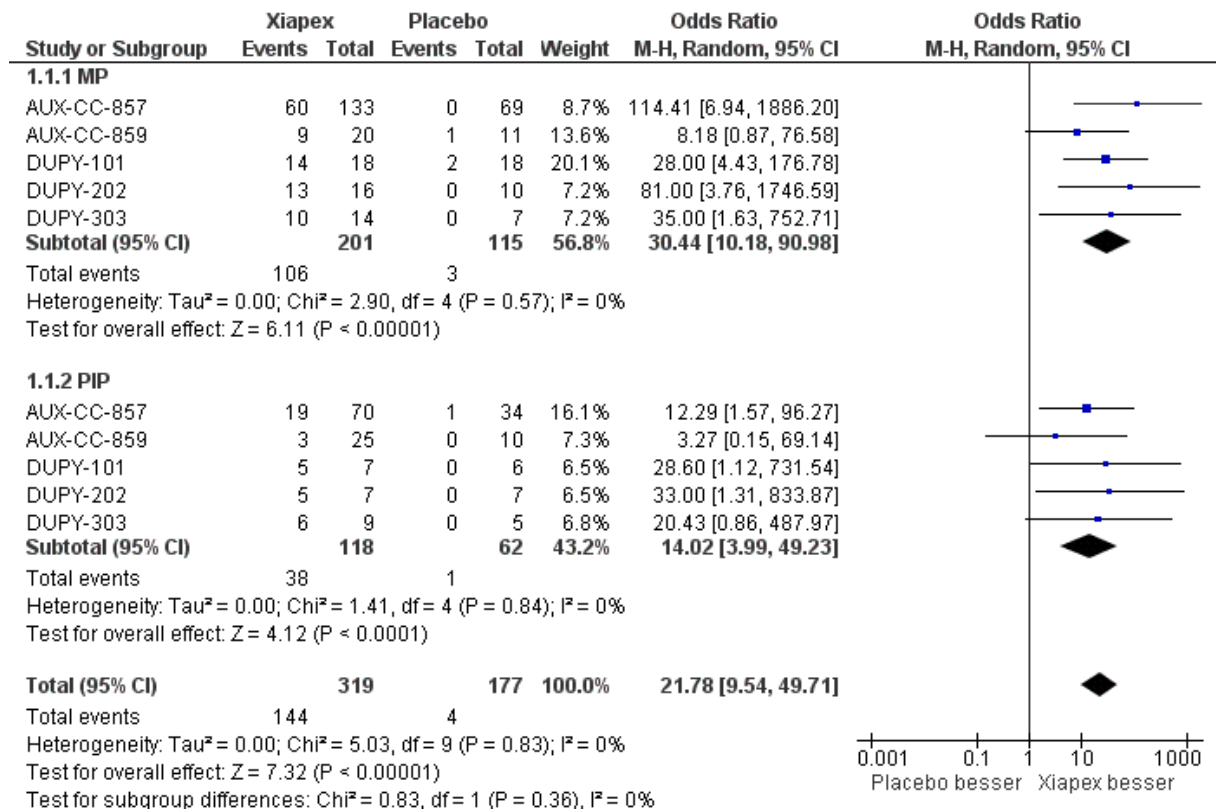 Xiapex Placebo Odds Ratio Odds Ratio
Study or Subgroup Events Total Events Total Weight M-H, Random, 95% CI M-H, Random, 95% CI
1.1.1 MP
AUX-CC-857 60 133 0 69 8.7% 114.41 [6.94, 1886.20]
AUX-CC-859 9 20 1 11 13.6% 8.18 [0.87, 76.58]
DUPY-101 14 18 2 18 20.1% 28.00 [4.43, 176.78]
DUPY-202 13 16 0 10 7.2% 81.00 [3.76, 1746.59]
DUPY-303 10 14 0 7 7.2% 35.00 [1.63, 752.71]
Subtotal (95% CI) 201 115 56.8% 30.44 [10.18, 90.98]
Total events 106 3
Heterogeneity: Tau² = 0.00; Chi² = 2.90, df = 4 (P = 0.57); I² = 0%
Test for overall effect: Z = 6.11 (P < 0.00001)
1.1.2 PIP
AUX-CC-857 19 70 1 34 16.1% 12.29 [1.57, 96.27]
AUX-CC-859 3 25 0 10 7.3% 3.27 [0.15, 69.14]
DUPY-101 5 7 0 6 6.5% 28.60 [1.12, 731.54]
DUPY-202 5 7 0 7 6.5% 33.00 [1.31, 833.87]
DUPY-303 6 9 0 5 6.8% 20.43 [0.86, 487.97]
Subtotal (95% CI) 118 62 43.2% 14.02 [3.99, 49.23]
Total events 38 1
Heterogeneity: Tau² = 0.00; Chi² = 1.41, df = 4 (P = 0.84); I² = 0%
Test for overall effect: Z = 4.12 (P < 0.0001)
Total (95% CI) 319 177 100.0% 21.78 [9.54, 49.71]
Total events 144 4
Heterogeneity: Tau² = 0.00; Chi² = 5.03, df = 9 (P = 0.83); I² = 0%
Test for overall effect: Z = 7.32 (P < 0.00001)
Test for subgroup differences: Chi² = 0.83, df = 1 (P = 0.36), I² = 0%
0.001 0.1 1 10 1000
Placebo besser Xiapex besser